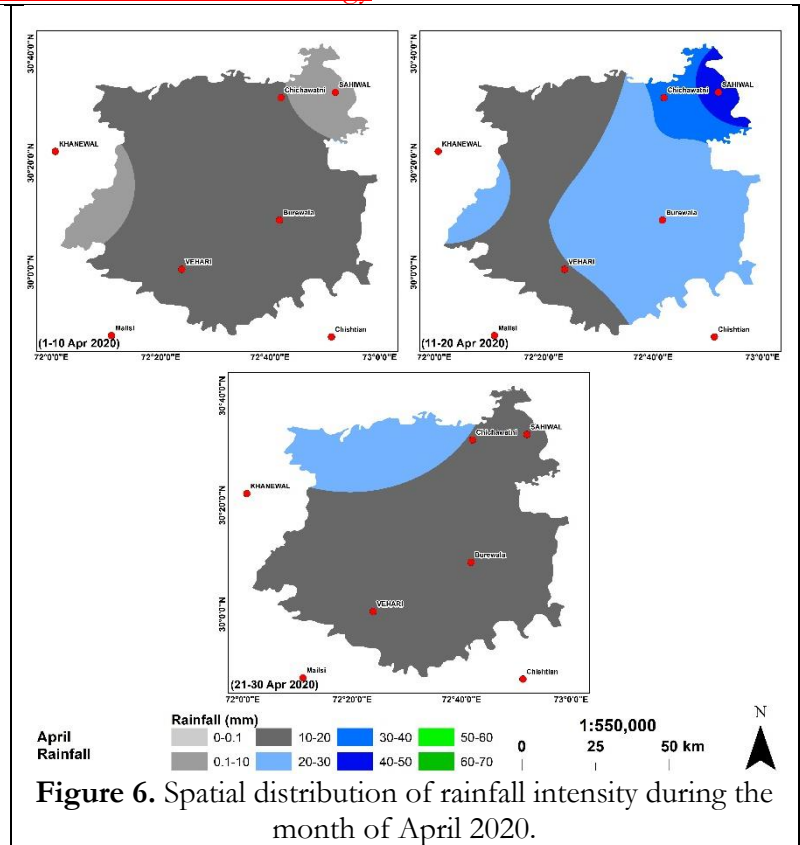 30°40'0"N
30°20'0"N
30°0'0"N
Chichawatni
SAHIWAL
KHANEWAL
Burewala
VEHARI
Mailsi
Chishtian
(1-10 Apr 2020)
72°0'0"E
72°20'0"E
72°40'0"E
73°0'0"E
30°40'0"N
30°20'0"N
30°0'0"N
Chichawatni
SAHIWAL
KHANEWAL
Burewala
VEHARI
Mailsi
Chishtian
(11-20 Apr 2020)
72°0'0"E
72°20'0"E
72°40'0"E
73°0'0"E
30°40'0"N
30°20'0"N
30°0'0"N
Chichawatni
SAHIWAL
KHANEWAL
Burewala
VEHARI
Mailsi
Chishtian
(21-30 Apr 2020)
72°0'0"E
72°20'0"E
72°40'0"E
73°0'0"E
April
Rainfall
Rainfall (mm)
0-0.1 10-20 30-40 50-60
0.1-10 20-30 40-50 60-70
1:550,000
0 25 50 km
N
Figure 6. Spatial distribution of rainfall intensity during the
month of April 2020.